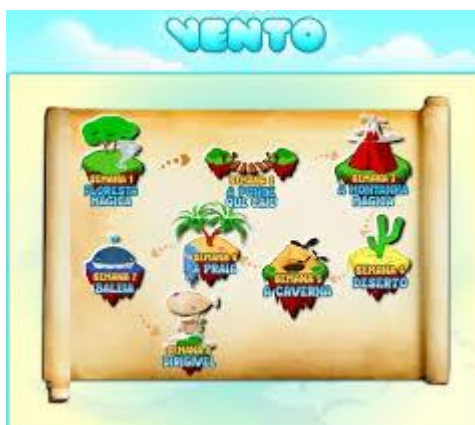 VENTO
SEMANA 1
FLORESTA
MÁGICA
SEMANA 2
A PONTE
QUE CAIU
SEMANA 3
A MONTANHA
MÁGICA
SEMANA 7
BALEIA
SEMANA 6
A PRAIA
SEMANA 5
A CAVERNA
SEMANA 4
DESERTO
SEMANA 8
DIRIGÍVEL